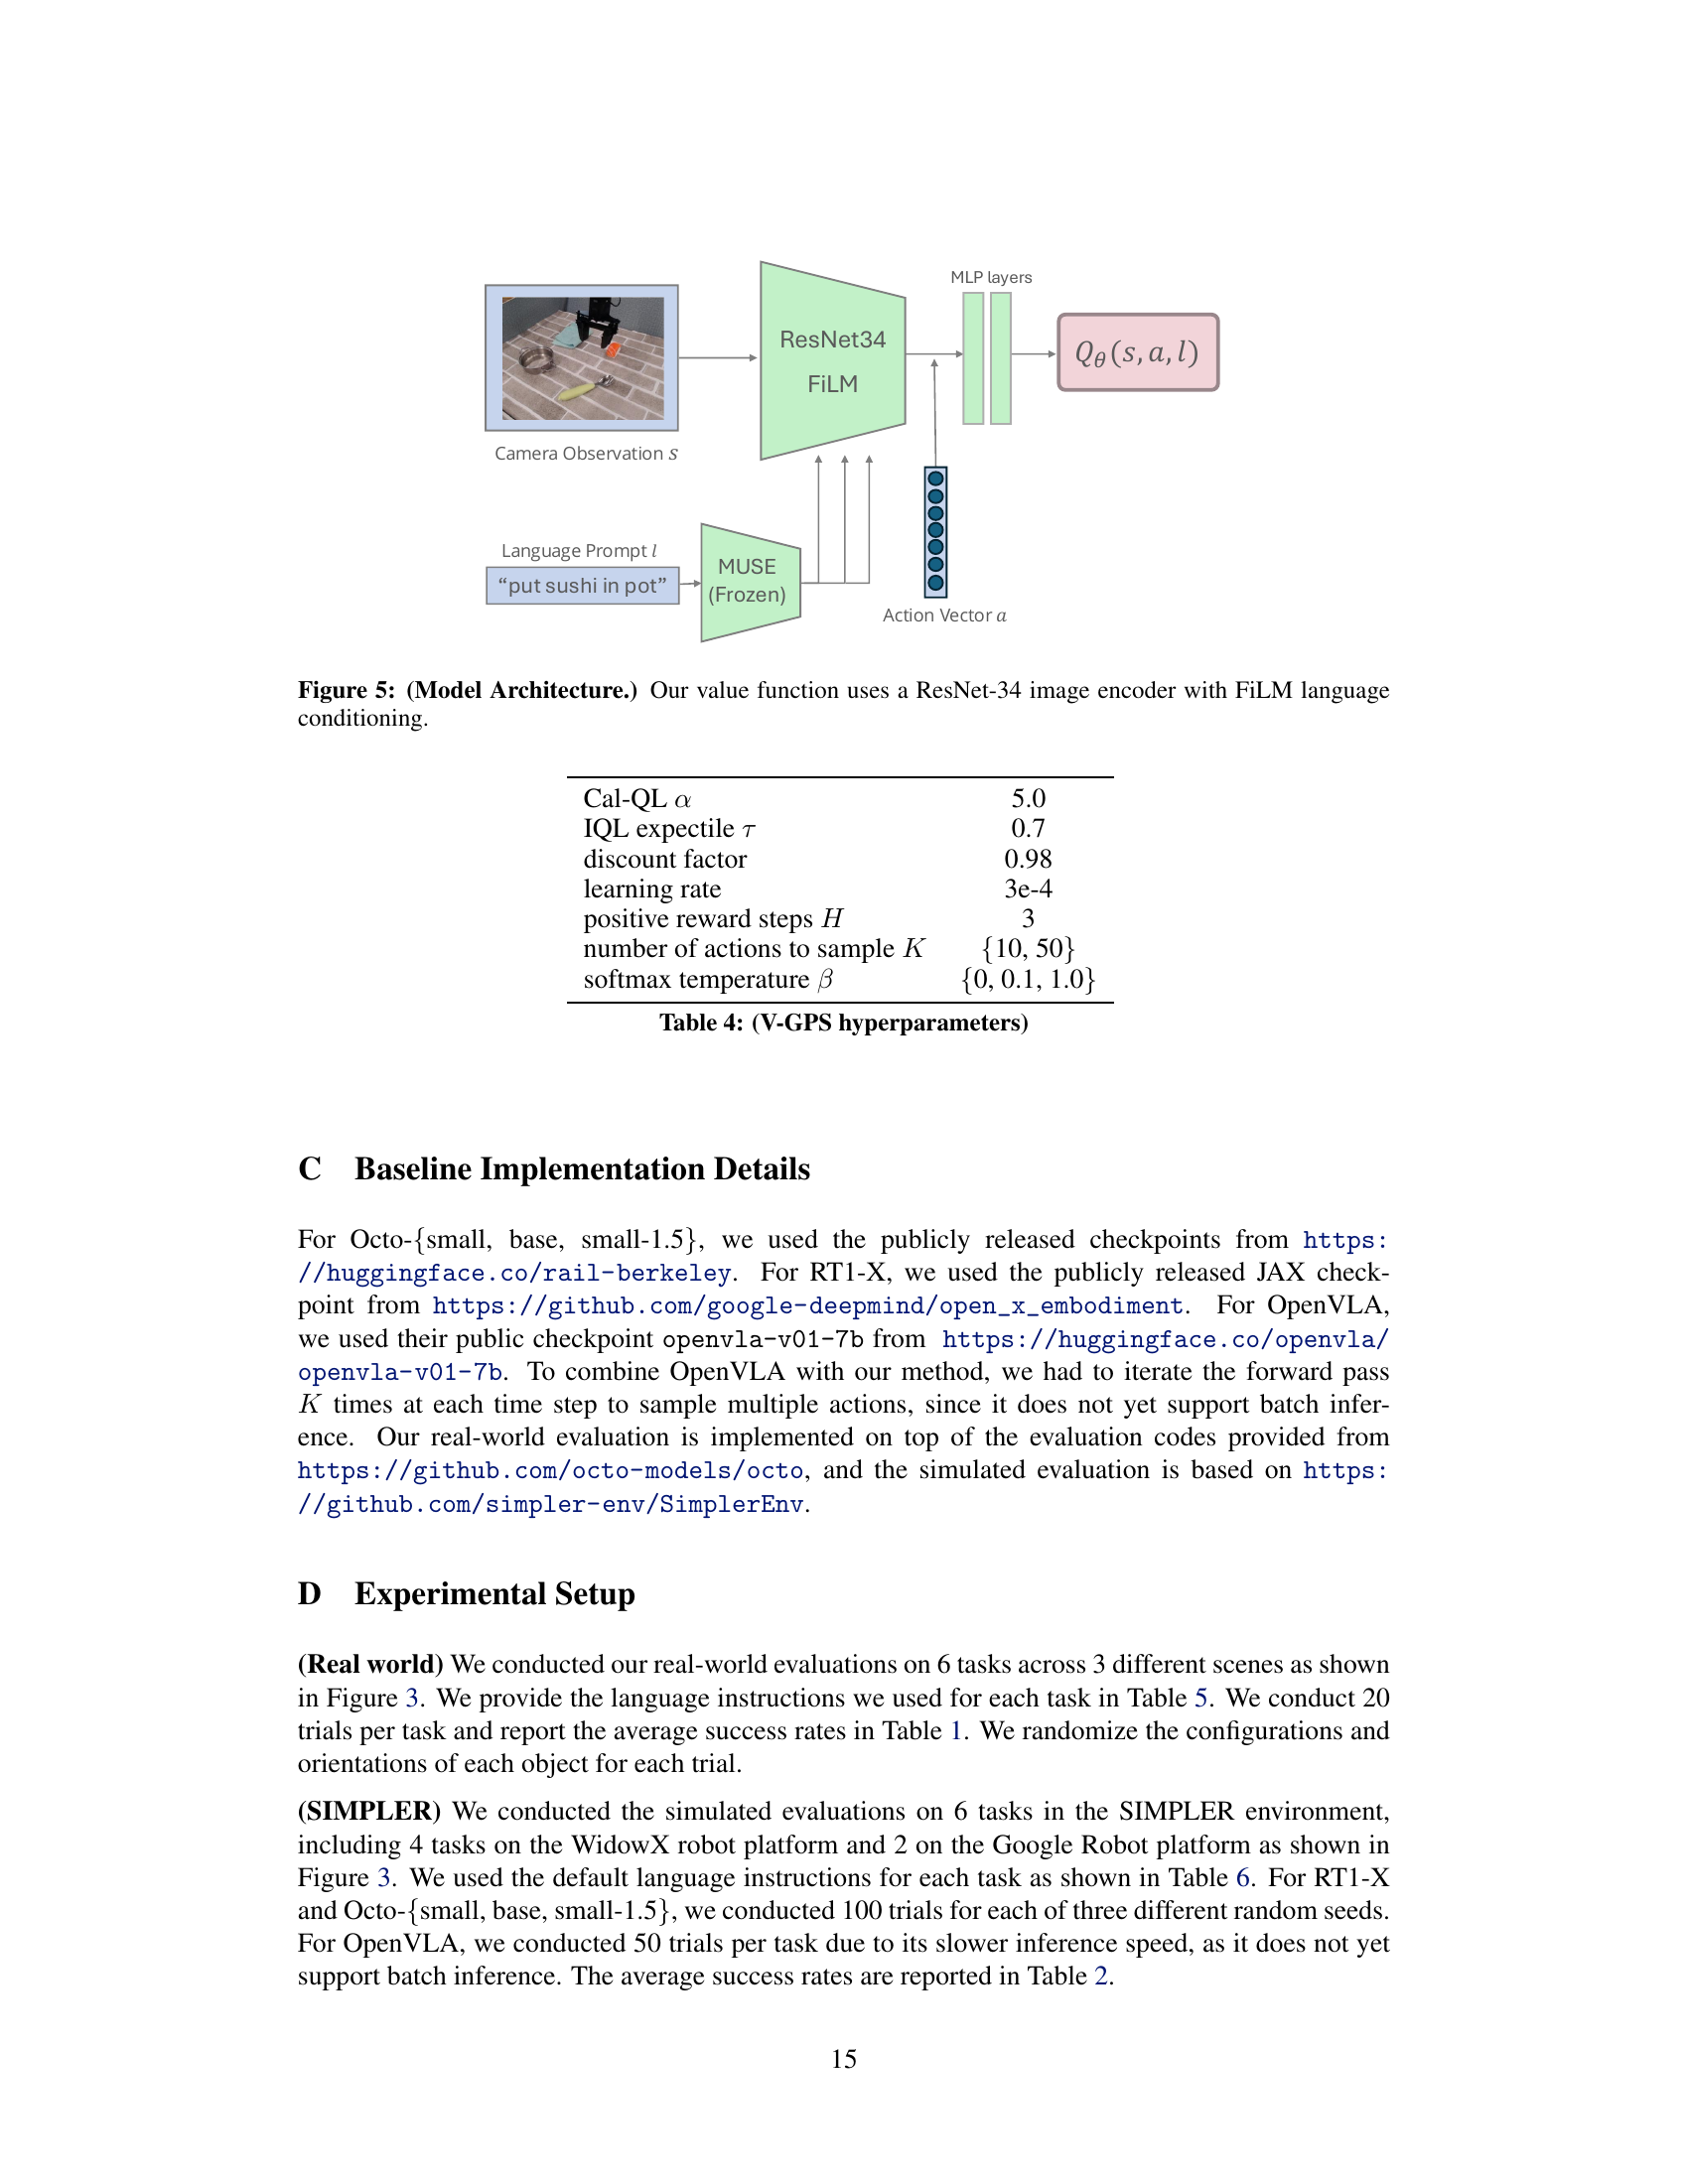 MLP layers
ResNet34
FiLM
Qθ(s, a, l)
Camera Observation s
Language Prompt l
“put sushi in pot”
MUSE
(Frozen)
Action Vector a
Figure 5: (Model Architecture.) Our value function uses a ResNet-34 image encoder with FiLM language
conditioning.
Cal-QL α 5.0
IQL expectile τ 0.7
discount factor 0.98
learning rate 3e-4
positive reward steps H 3
number of actions to sample K {10, 50}
softmax temperature β {0, 0.1, 1.0}
Table 4: (V-GPS hyperparameters)
C Baseline Implementation Details
For Octo-{small, base, small-1.5}, we used the publicly released checkpoints from https:
//huggingface.co/rail-berkeley. For RT1-X, we used the publicly released JAX check-
point from https://github.com/google-deepmind/open_x_embodiment. For OpenVLA,
we used their public checkpoint openvla-v01-7b from https://huggingface.co/openvla/
openvla-v01-7b. To combine OpenVLA with our method, we had to iterate the forward pass
K times at each time step to sample multiple actions, since it does not yet support batch infer-
ence. Our real-world evaluation is implemented on top of the evaluation codes provided from
https://github.com/octo-models/octo, and the simulated evaluation is based on https:
//github.com/simpler-env/SimplerEnv.
D Experimental Setup
(Real world) We conducted our real-world evaluations on 6 tasks across 3 different scenes as shown
in Figure 3. We provide the language instructions we used for each task in Table 5. We conduct 20
trials per task and report the average success rates in Table 1. We randomize the configurations and
orientations of each object for each trial.
(SIMPLER) We conducted the simulated evaluations on 6 tasks in the SIMPLER environment,
including 4 tasks on the WidowX robot platform and 2 on the Google Robot platform as shown in
Figure 3. We used the default language instructions for each task as shown in Table 6. For RT1-X
and Octo-{small, base, small-1.5}, we conducted 100 trials for each of three different random seeds.
For OpenVLA, we conducted 50 trials per task due to its slower inference speed, as it does not yet
support batch inference. The average success rates are reported in Table 2.
15